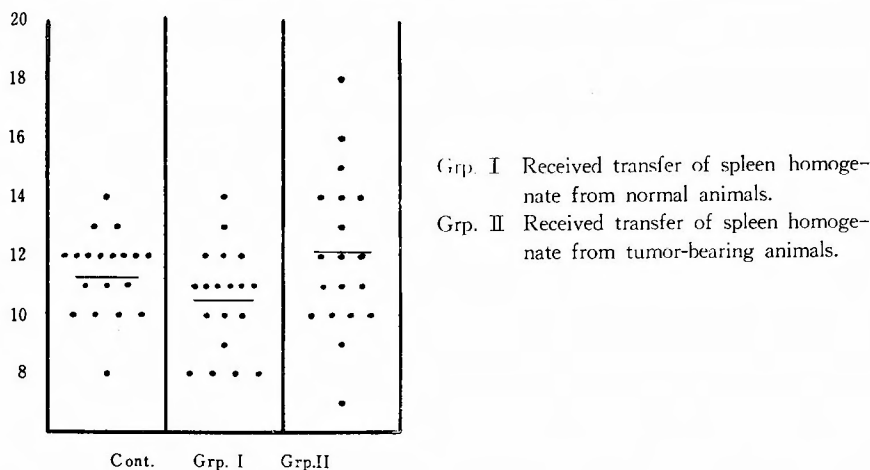 20
18
16
14
12
10
8
Cont. Grp. I Grp.II
Grp. I Received transfer of spleen homoge-
nate from normal animals.
Grp. II Received transfer of spleen homoge-
nate from tumor-bearing animals.